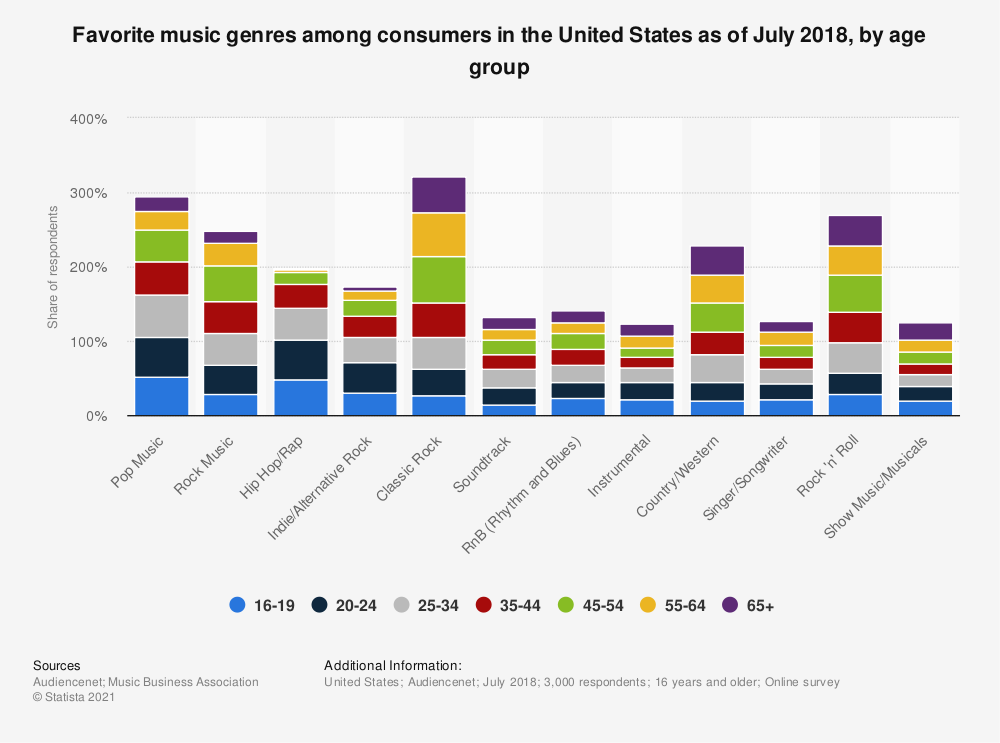 Favorite music genres among consumers in the United States as of July 2018, by age
group
Share of respondents
400%
300%
200%
100%
0%
Pop Music
Rock Music
Hip Hop/Rap
Indie/Alternative Rock
Classic Rock
Soundtrack
RnB (Rhythm and Blues)
Instrumental
Country/Western
Singer/Songwriter
Rock 'n' Roll
Show Music/Musicals
16-19 20-24 25-34 35-44 45-54 55-64 65+
Sources
Audiencenet; Music Business Association
© Statista 2021
Additional Information:
United States; Audiencenet; July 2018; 3,000 respondents; 16 years and older; Online survey